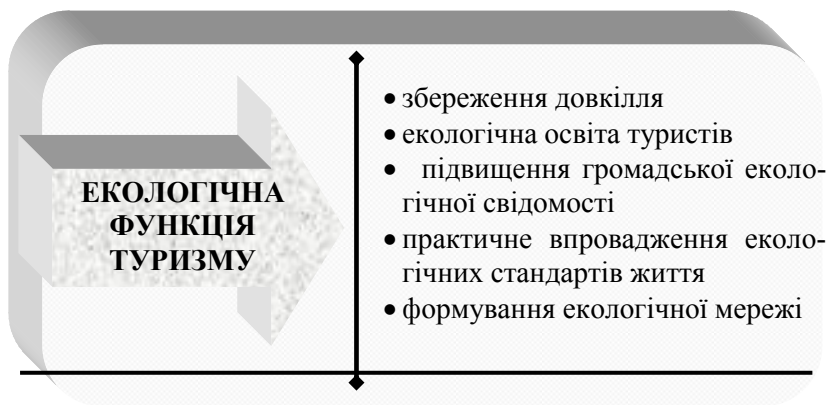 ЕКОЛОГІЧНА
ФУНКЦІЯ
ТУРИЗМУ
• збереження довкілля
• екологічна освіта туристів
• підвищення громадської еколо-
гічної свідомості
• практичне впровадження еколо-
гічних стандартів життя
• формування екологічної мережі